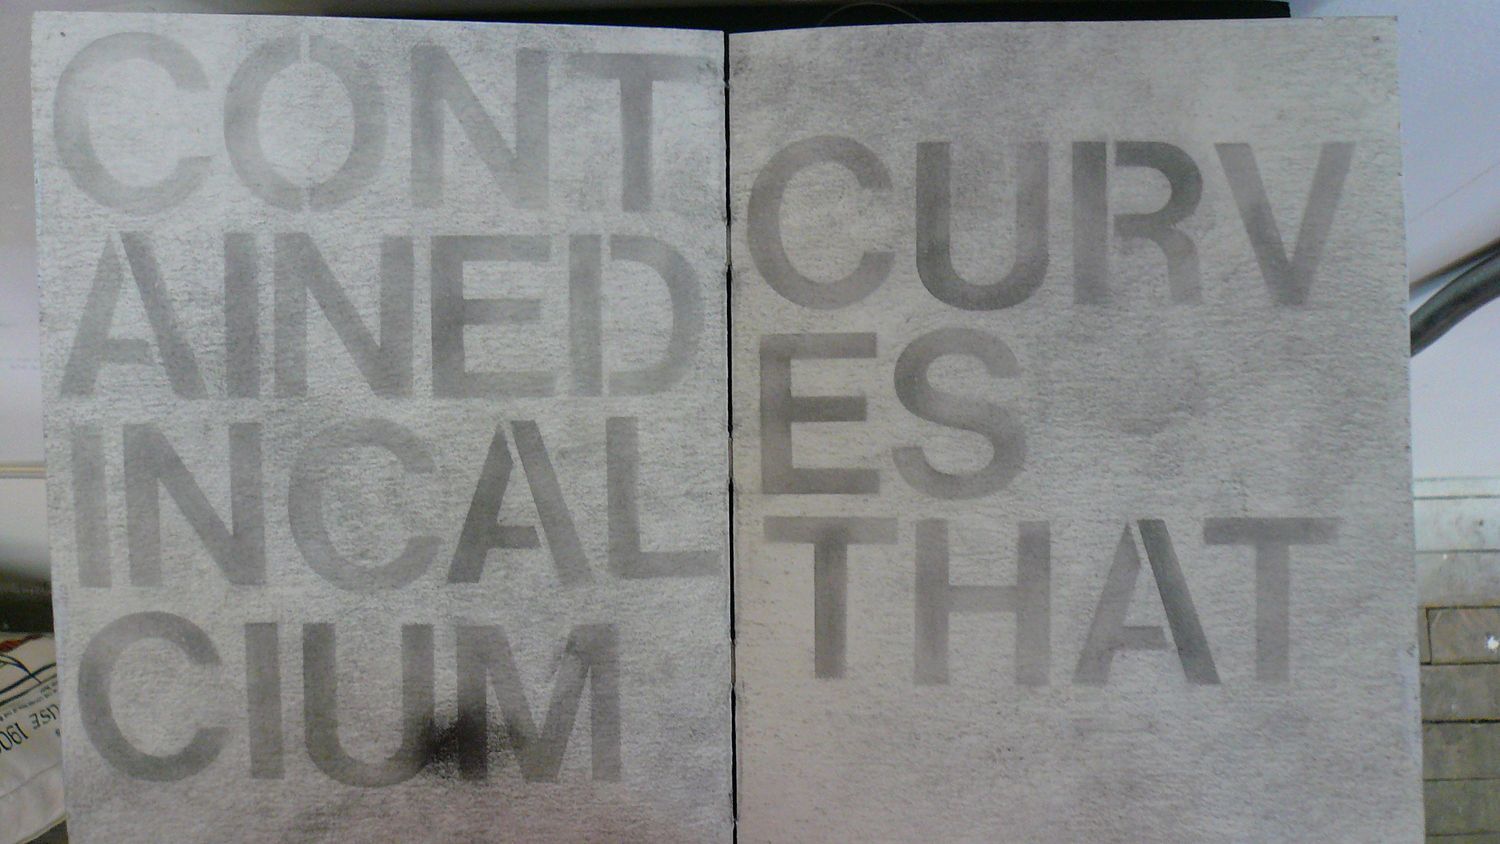 CONT
AINED
INCAL
CIUM
CURV
ES
THAT